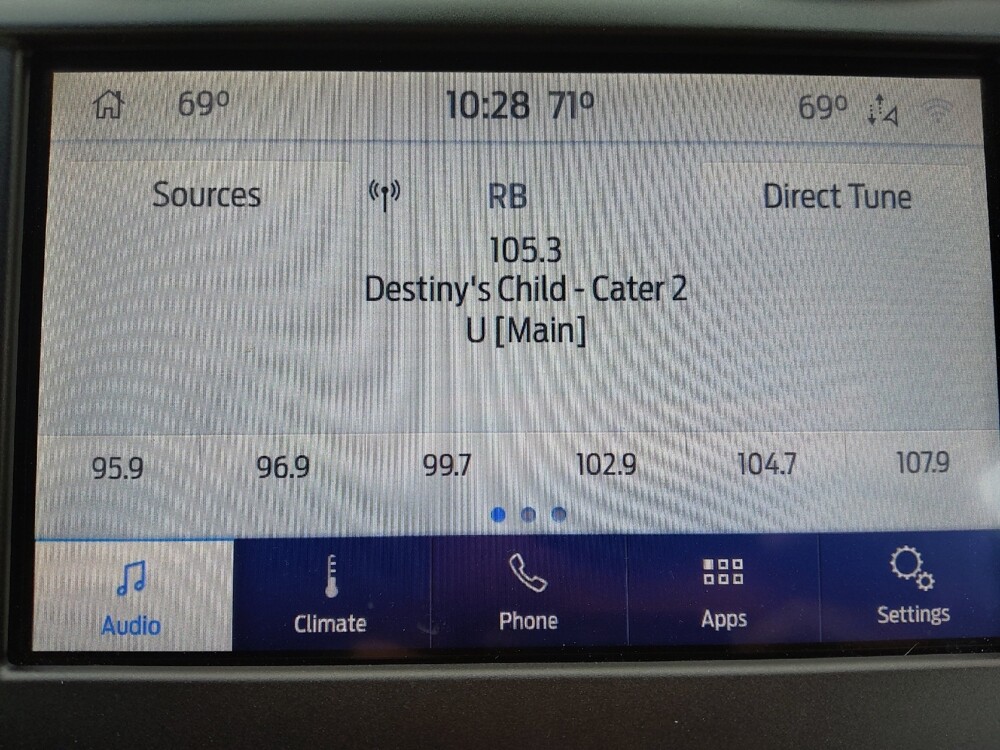 69° 10:28 71° 69°
Sources RB Direct Tune
105.3
Destiny's Child - Cater 2
U [Main]
95.9 96.9 99.7 102.9 104.7 107.9
Audio Climate Phone Apps Settings